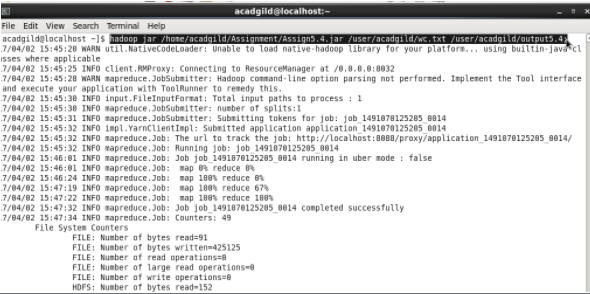 acadgild@localhost:~
File Edit View Search Terminal Help
acadgild@localhost ~]$ hadoop jar /home/acadgild/Assignment/Assign5.4.jar /user/acadgild/wc.txt /user/acadgild/output5.4
7/04/02 15:45:20 WARN util.NativeCodeLoader: Unable to load native-hadoop library for your platform... using builtin-java cl
sses where applicable
7/04/02 15:45:25 INFO client.RMProxy: Connecting to ResourceManager at /0.0.0.0:8032
7/04/02 15:45:28 WARN mapreduce.JobSubmitter: Hadoop command-line option parsing not performed. Implement the Tool interface
and execute your application with ToolRunner to remedy this.
7/04/02 15:45:30 INFO input.FileInputFormat: Total input paths to process : 1
7/04/02 15:45:30 INFO mapreduce.JobSubmitter: number of splits:1
7/04/02 15:45:31 INFO mapreduce.JobSubmitter: Submitting tokens for job: job_1491070125205_0014
7/04/02 15:45:32 INFO impl.YarnClientImpl: Submitted application application_1491070125205_0014
7/04/02 15:45:32 INFO mapreduce.Job: The url to track the job: http://localhost:8088/proxy/application_1491070125205_0014/
7/04/02 15:45:32 INFO mapreduce.Job: Running job: job_1491070125205_0014
7/04/02 15:46:01 INFO mapreduce.Job: Job job_1491070125205_0014 running in uber mode : false
7/04/02 15:46:01 INFO mapreduce.Job: map 0% reduce 0%
7/04/02 15:46:24 INFO mapreduce.Job: map 100% reduce 0%
7/04/02 15:47:19 INFO mapreduce.Job: map 100% reduce 67%
7/04/02 15:47:22 INFO mapreduce.Job: map 100% reduce 100%
7/04/02 15:47:32 INFO mapreduce.Job: Job job_1491070125205_0014 completed successfully
7/04/02 15:47:34 INFO mapreduce.Job: Counters: 49
File System Counters
FILE: Number of bytes read=91
FILE: Number of bytes written=425125
FILE: Number of read operations=0
FILE: Number of large read operations=0
FILE: Number of write operations=0
HDFS: Number of bytes read=152